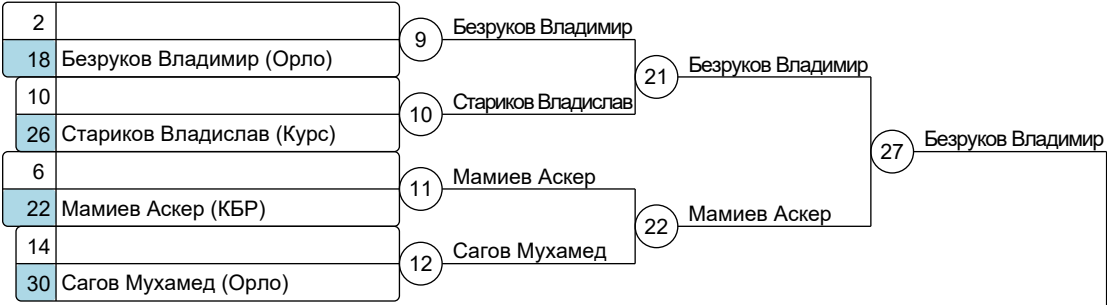 2
18 Безруков Владимир (Орло)
10
26 Стариков Владислав (Курс)
6
22 Мамиев Аскер (КБР)
14
30 Сагов Мухамед (Орло)
9 Безруков Владимир
10 Стариков Владислав
11 Мамиев Аскер
12 Сагов Мухамед
21 Безруков Владимир
22 Мамиев Аскер
27 Безруков Владимир